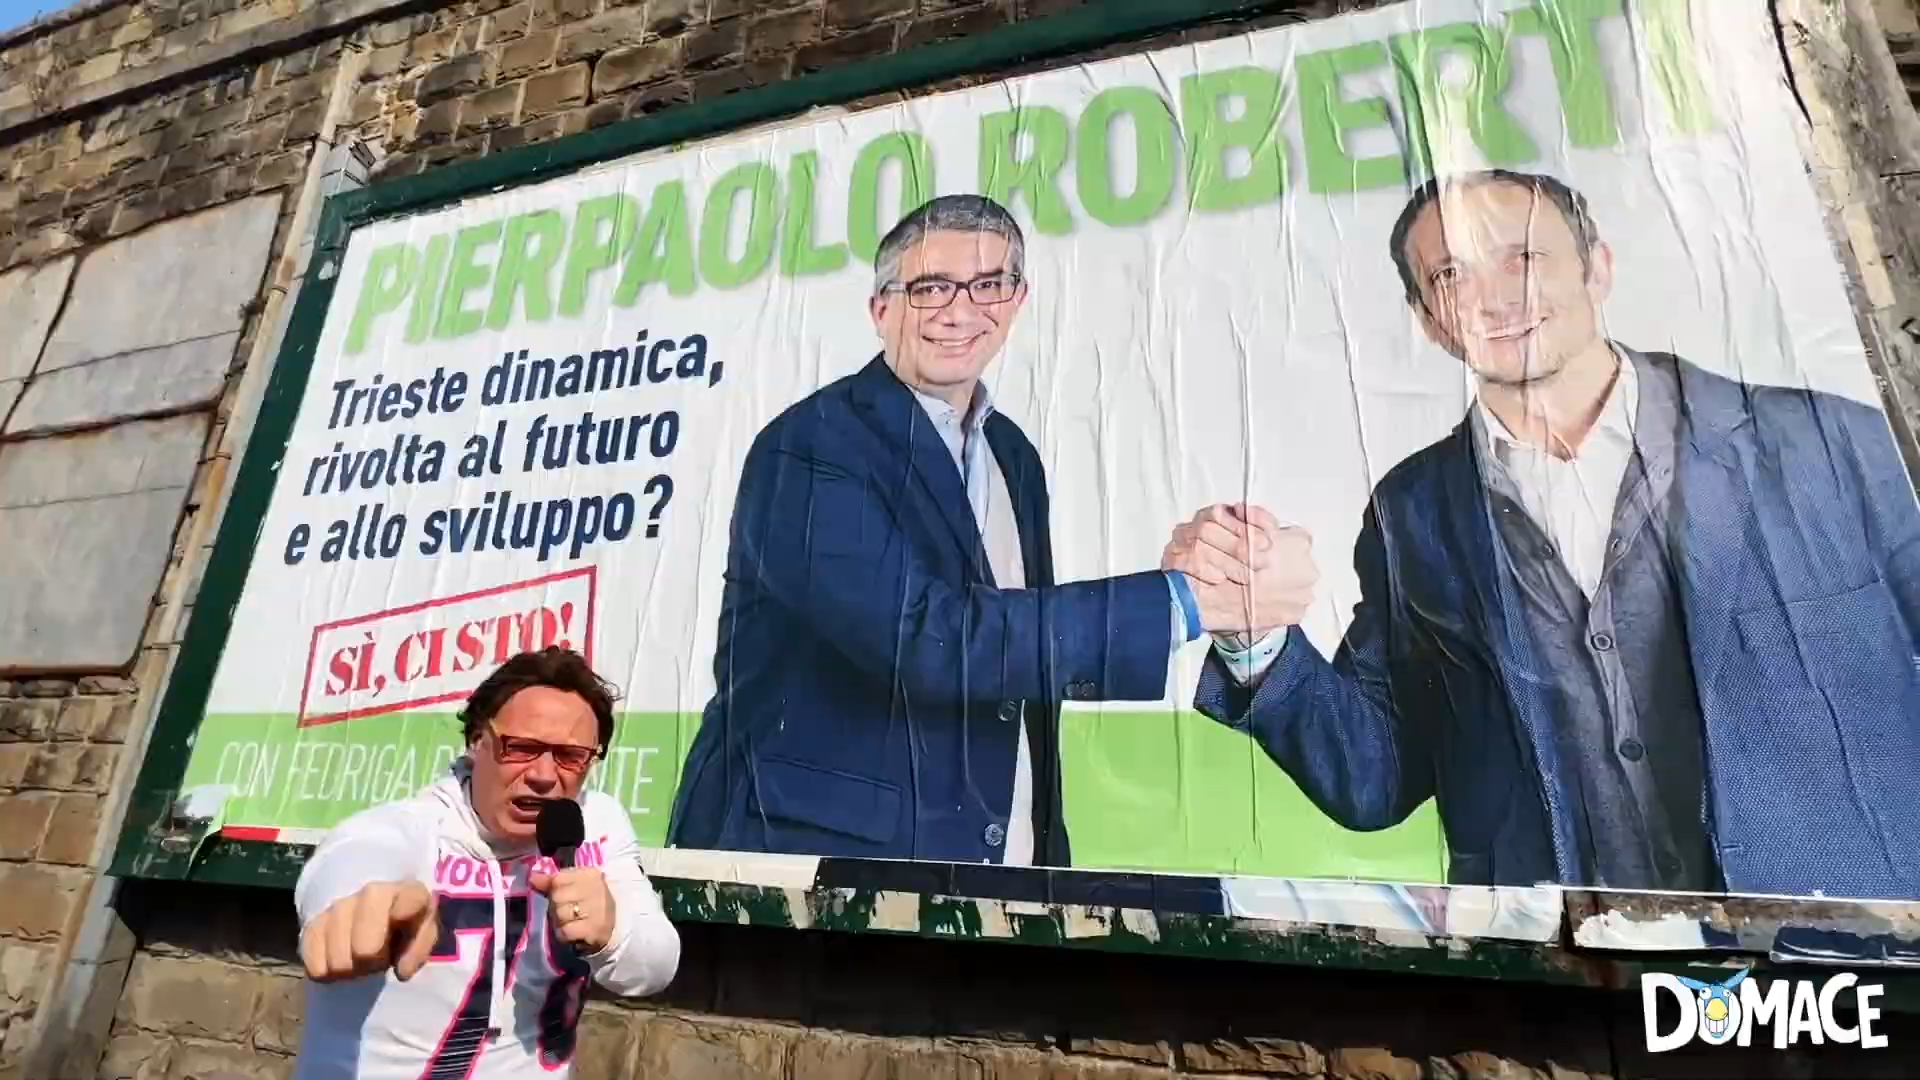 PIERPAOLO ROBERTI
Trieste dinamica,
rivolta al futuro
e allo sviluppo?
SÌ, CI STO!
CON FEDRIGA
DOMACE